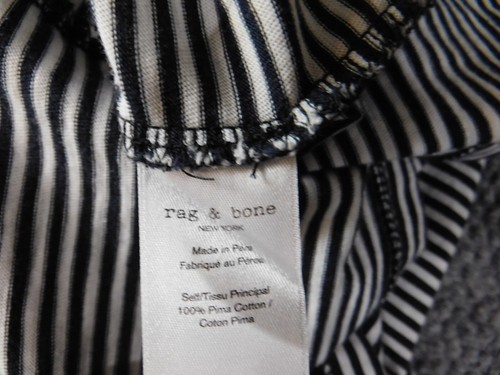 rag & bone
NEW YORK
Made in Peru
Fabriqué au Pérou
Self/Tissu Principal
100% Pima Cotton /
Coton Pima